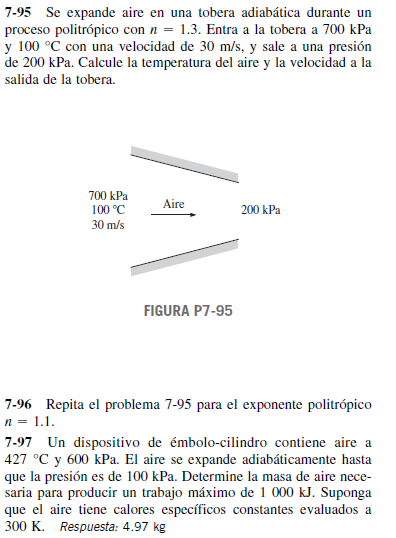 7-95 Se expande aire en una tobera adiabática durante un
proceso politrópico con n = 1.3. Entra a la tobera a 700 kPa
y 100 °C con una velocidad de 30 m/s, y sale a una presión
de 200 kPa. Calcule la temperatura del aire y la velocidad a la
salida de la tobera.
700 kPa
100 °C
30 m/s
Aire
200 kPa
FIGURA P7-95
7-96 Repita el problema 7-95 para el exponente politrópico
n = 1.1.
7-97 Un dispositivo de émbolo-cilindro contiene aire a
427 °C y 600 kPa. El aire se expande adiabáticamente hasta
que la presión es de 100 kPa. Determine la masa de aire nece-
saria para producir un trabajo máximo de 1 000 kJ. Suponga
que el aire tiene calores específicos constantes evaluados a
300 K. Respuesta: 4.97 kg